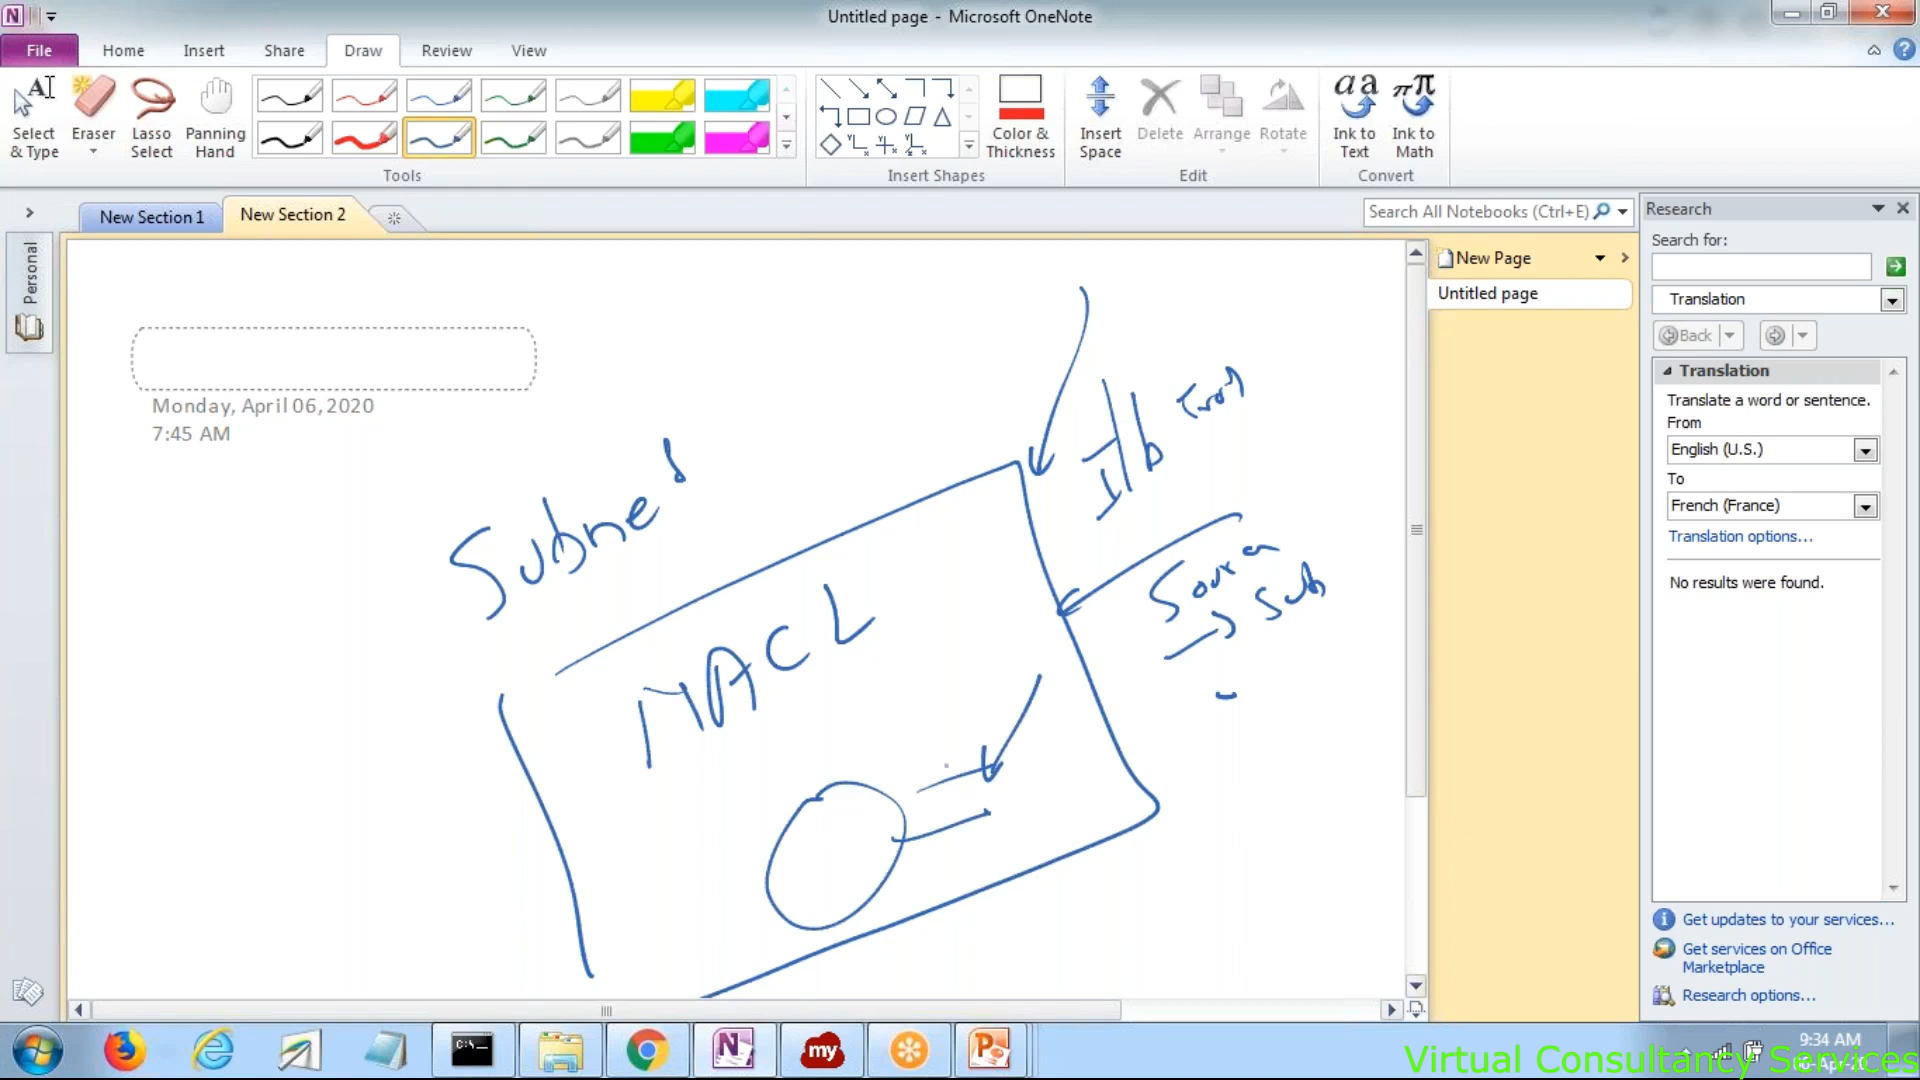 Untitled page - Microsoft OneNote
File Home Insert Share Draw Review View
Select & Type
Eraser
Lasso Select
Panning Hand
Tools
Insert Shapes
Color & Thickness
Insert Space
Delete
Arrange
Rotate
Edit
Ink to Text
Ink to Math
Convert
New Section 1
New Section 2
Search All Notebooks (Ctrl+E)
Personal
Monday, April 06, 2020
7:45 AM
Subnet
NACL
I/b
Sub
New Page
Untitled page
Research
Search for:
Translation
Back
Translation
Translate a word or sentence.
From
English (U.S.)
To
French (France)
Translation options...
No results were found.
Get updates to your services...
Get services on Office Marketplace
Research options...
C:\
my
9:34 AM
06-Apr-20
Virtual Consultancy Services